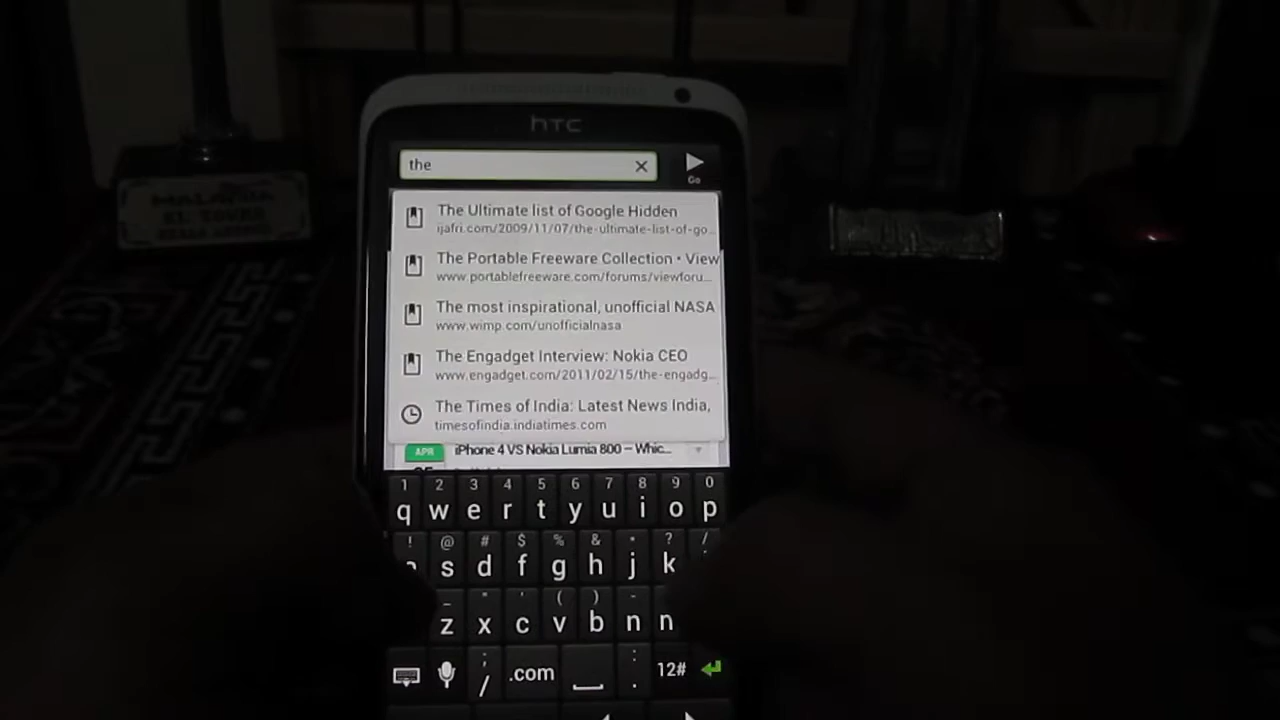 htc
the
Go
The Ultimate list of Google Hidden
ijafri.com/2009/11/07/the-ultimate-list-of-go...
The Portable Freeware Collection • View
www.portablefreeware.com/forums/viewforu...
The most inspirational, unofficial NASA
www.wimp.com/unofficialnasa
The Engadget Interview: Nokia CEO
www.engadget.com/2011/02/15/the-engadg...
The Times of India: Latest News India,
timesofindia.indiatimes.com
APR iPhone 4 VS Nokia Lumia 800 – Whic...
1 2 3 4 5 6 7 8 9 0
q w e r t y u i o p
! @ # $ % & * ? /
s d f g h j k
_ " ' ( ) -
z x c v b n
; :
/ .com . 12#